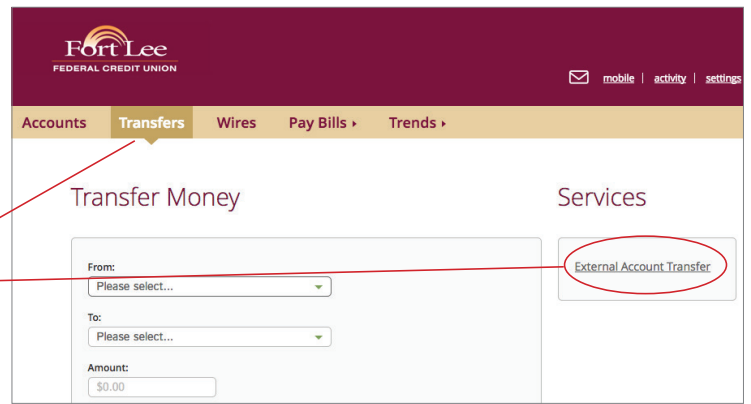 Fort Lee
FEDERAL CREDIT UNION
mobile | activity | settings
Accounts Transfers Wires Pay Bills Trends
Transfer Money
Services
From:
Please select...
External Account Transfer
To:
Please select...
Amount:
$0.00